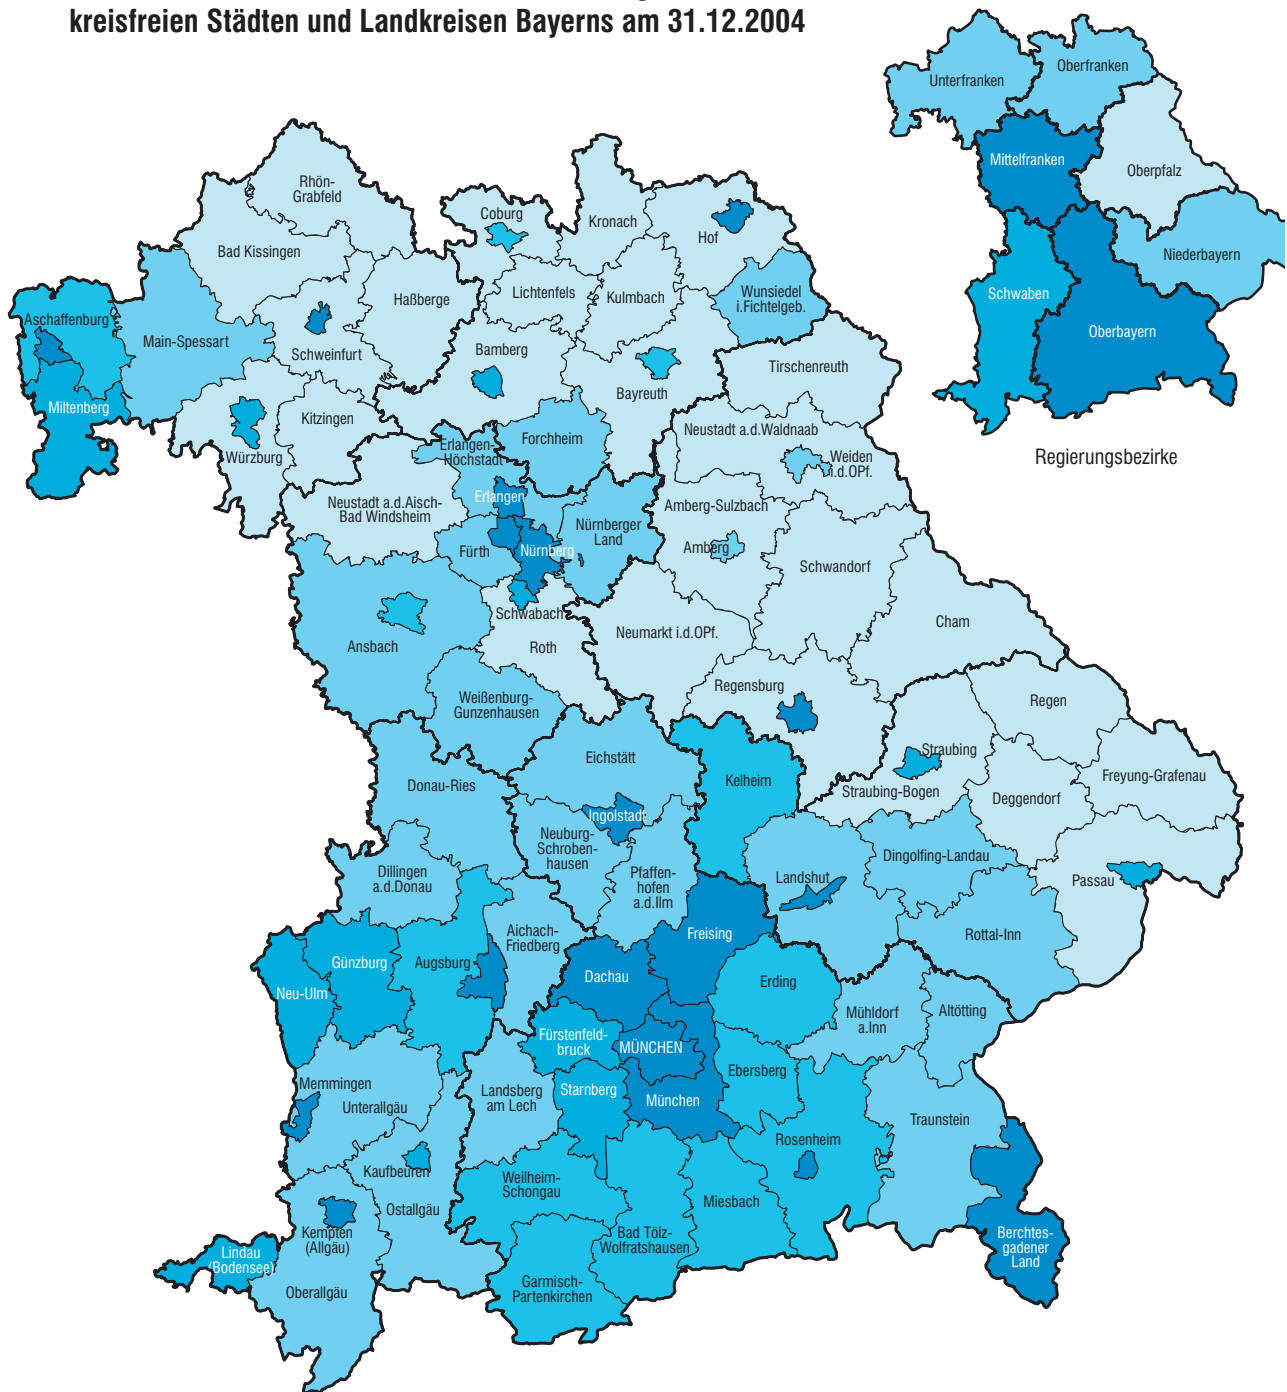 kreisfreien Städten und Landkreisen Bayerns am 31.12.2004
Unterfranken
Oberfranken
Mittelfranken
Oberpfalz
Niederbayern
Schwaben
Oberbayern
Regierungsbezirke
Rhön-
Grabfeld
Bad Kissingen
Coburg
Kronach
Hof
Haßberge
Lichtenfels
Kulmbach
Wunsiedel
i.Fichtelgeb.
Aschaffenburg
Main-Spessart
Schweinfurt
Bamberg
Bayreuth
Tirschenreuth
Miltenberg
Kitzingen
Würzburg
Erlangen-
Höchstadt
Forchheim
Neustadt a.d.Waldnaab
Weiden
i.d.OPf.
Neustadt a.d.Aisch-
Bad Windsheim
Erlangen
Nürnberger
Land
Amberg-Sulzbach
Fürth
Nürnberg
Amberg
Schwandorf
Schwabach
Roth
Ansbach
Neumarkt i.d.OPf.
Cham
Weißenburg-
Gunzenhausen
Regensburg
Regen
Eichstätt
Kelheim
Straubing
Straubing-Bogen
Deggendorf
Freyung-Grafenau
Donau-Ries
Ingolstadt
Neuburg-
Schroben-
hausen
Pfaffen-
hofen
a.d.Ilm
Dillingen
a.d.Donau
Landshut
Dingolfing-Landau
Passau
Rottal-Inn
Aichach-
Friedberg
Freising
Günzburg
Augsburg
Dachau
Erding
Neu-Ulm
Mühldorf
a.Inn
Altötting
Fürstenfeld-
bruck
MÜNCHEN
Ebersberg
Memmingen
Unterallgäu
Landsberg
am Lech
Starnberg
München
Rosenheim
Traunstein
Kaufbeuren
Ostallgäu
Weilheim-
Schongau
Miesbach
Bad Tölz-
Wolfratshausen
Kempten
(Allgäu)
Lindau
(Bodensee)
Oberallgäu
Garmisch-
Partenkirchen
Berchtes-
gadener
Land